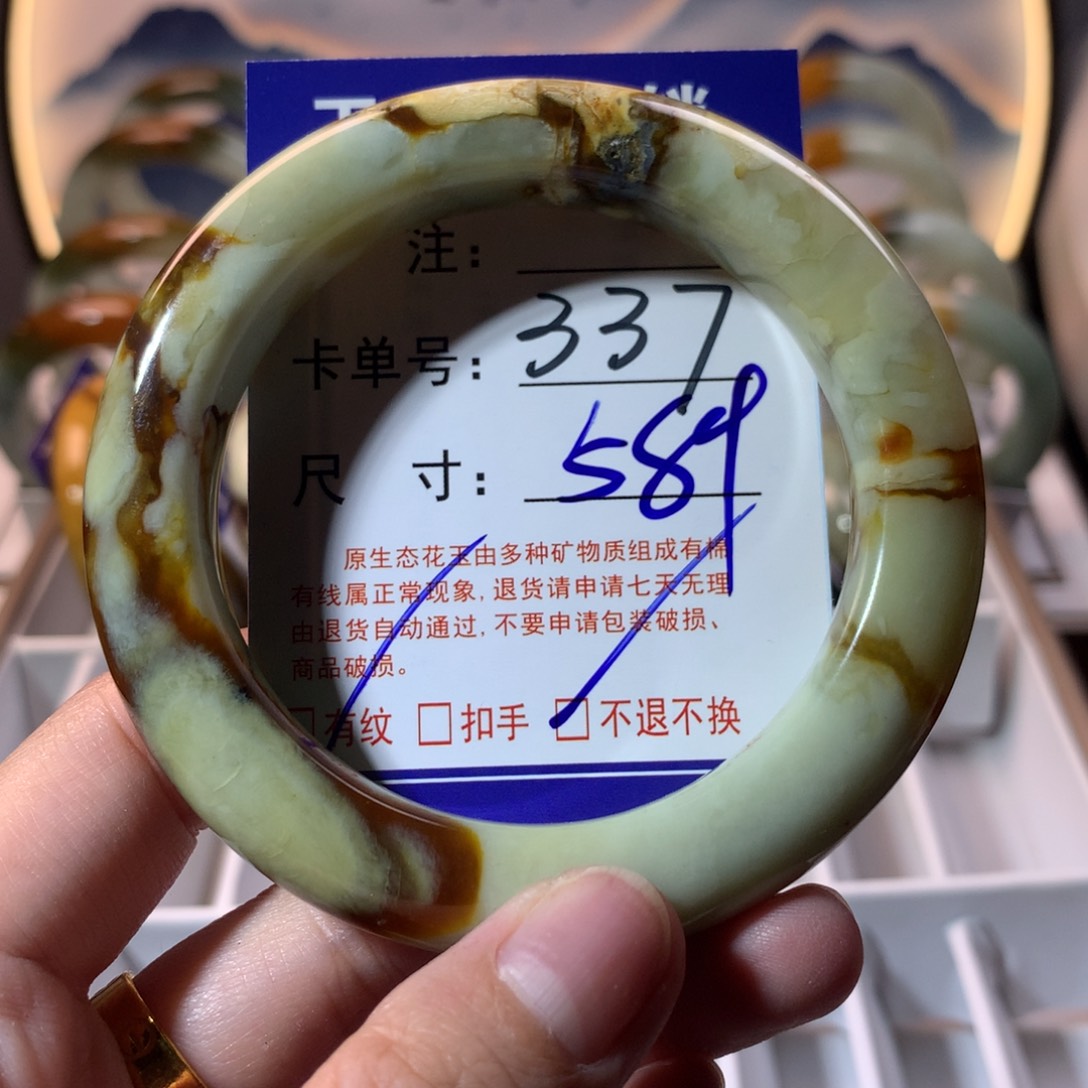 注：
卡单号：337
尺 寸：589
原生态花玉由多种矿物质组成有棉
有线属正常现象，退货请申请七天无理
由退货自动通过，不要申请包装破损、
商品破损。
□有纹 □扣手 □不退不换